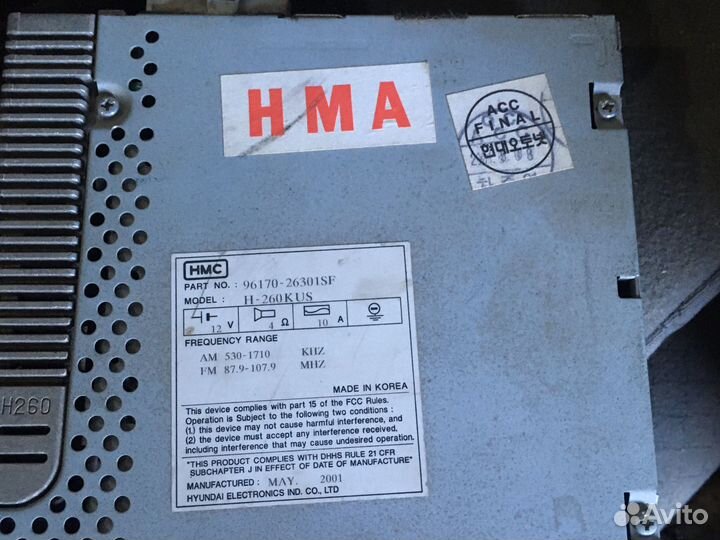 HMA
ACC
FINAL
현대오토넷
H260
HMC
PART NO. : 96170-26301SF
MODEL : H-260KUS
12 V 4 Ω 10 A
FREQUENCY RANGE
AM 530-1710 KHZ
FM 87.9-107.9 MHZ
MADE IN KOREA
This device complies with part 15 of the FCC Rules.
Operation is Subject to the following two conditions :
(1) this device may not cause harmful interference, and
(2) the device must accept any interference received,
including interference that may cause undesired operation.
"THIS PRODUCT COMPLIES WITH DHHS RULE 21 CFR
SUBCHAPTER J IN EFFECT OF DATE OF MANUFACTURE"
MANUFACTURED : MAY. 2001
HYUNDAI ELECTRONICS IND. CO., LTD
Avito